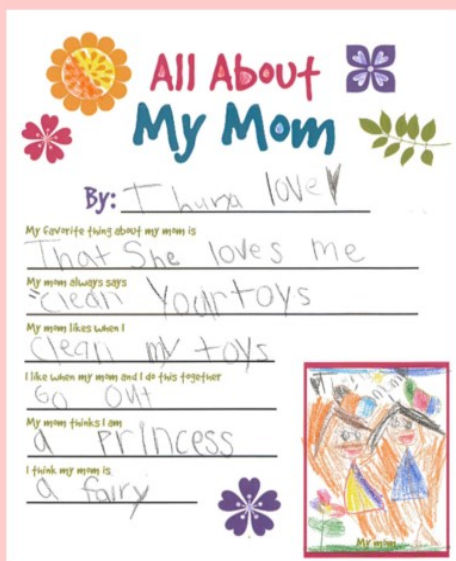 All About
My Mom
By: Thura love
My favorite thing about my mom is
That She loves me
My mom always says
"clean Your toys
My mom likes when I
Clean my toys
I like when my mom and I do this together
Go Out
My mom thinks I am
a Princess
I think my mom is
a fairy
My mom